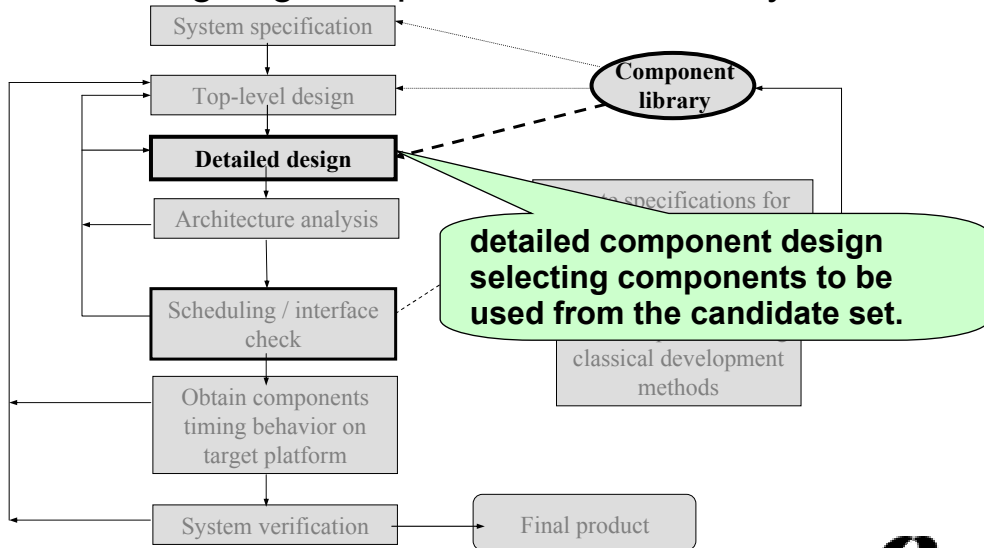 System specification
Component
library
Top-level design
Detailed design
specifications for
Architecture analysis
detailed component design
selecting components to be
used from the candidate set.
Scheduling / interface
check
classical development
methods
Obtain components
timing behavior on
target platform
System verification
Final product